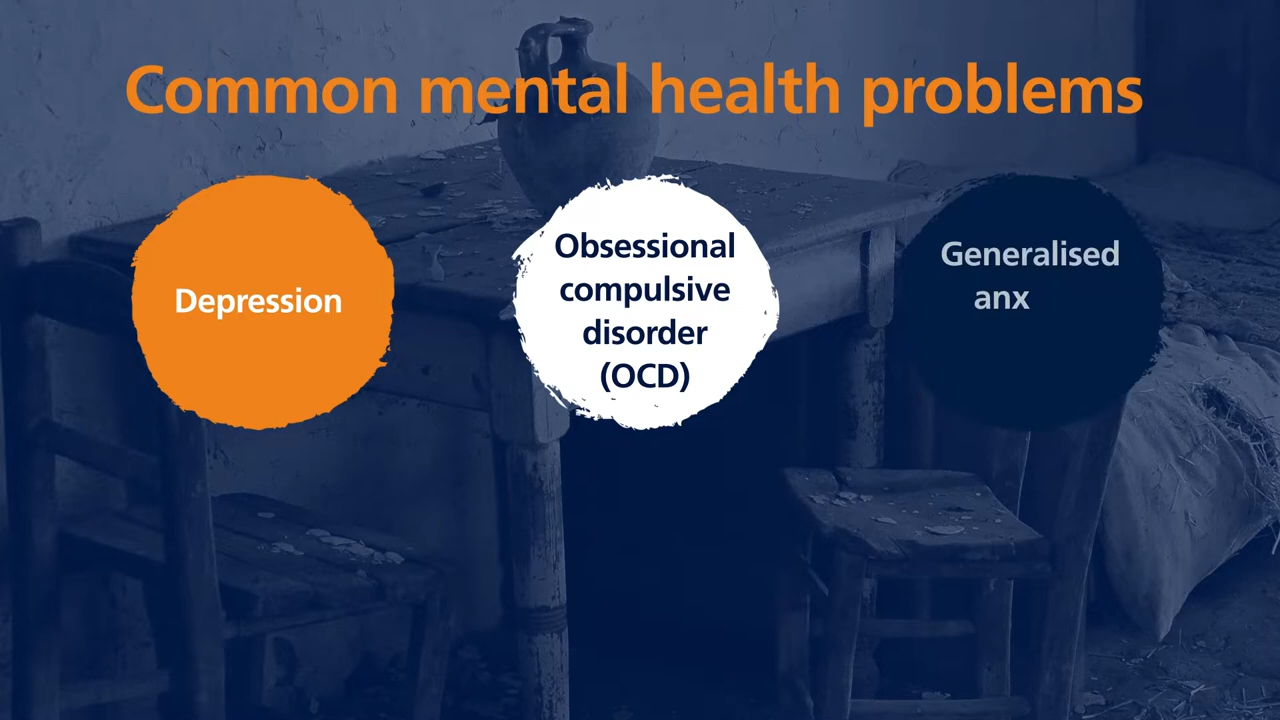 Common mental health problems
Depression
Obsessional
compulsive
disorder
(OCD)
Generalised
anx